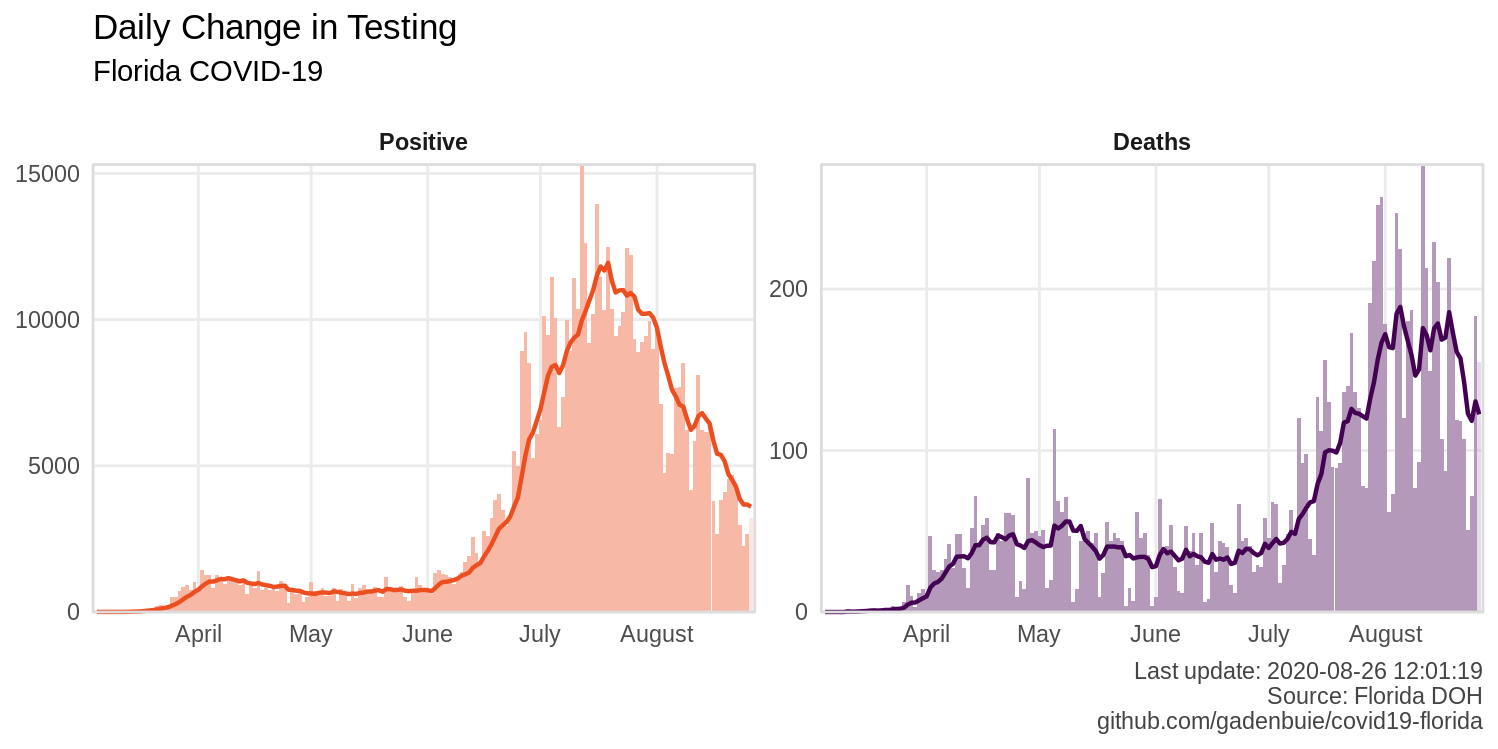 Daily Change in Testing
Florida COVID-19
Positive
15000
10000
5000
0
April May June July August
Deaths
200
100
0
April May June July August
Last update: 2020-08-26 12:01:19
Source: Florida DOH
github.com/gadenbuie/covid19-florida